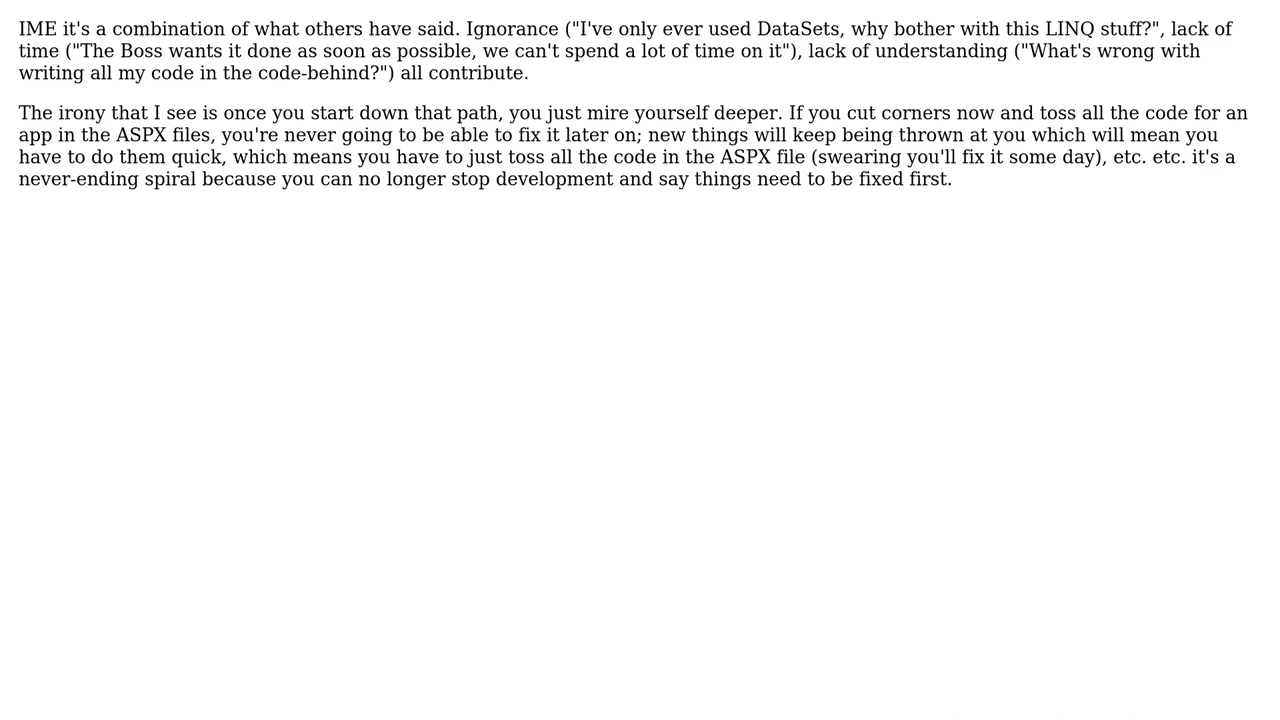 IME it's a combination of what others have said. Ignorance ("I've only ever used DataSets, why bother with this LINQ stuff?", lack of
time ("The Boss wants it done as soon as possible, we can't spend a lot of time on it"), lack of understanding ("What's wrong with
writing all my code in the code-behind?") all contribute.
The irony that I see is once you start down that path, you just mire yourself deeper. If you cut corners now and toss all the code for an
app in the ASPX files, you're never going to be able to fix it later on; new things will keep being thrown at you which will mean you
have to do them quick, which means you have to just toss all the code in the ASPX file (swearing you'll fix it some day), etc. etc. it's a
never-ending spiral because you can no longer stop development and say things need to be fixed first.